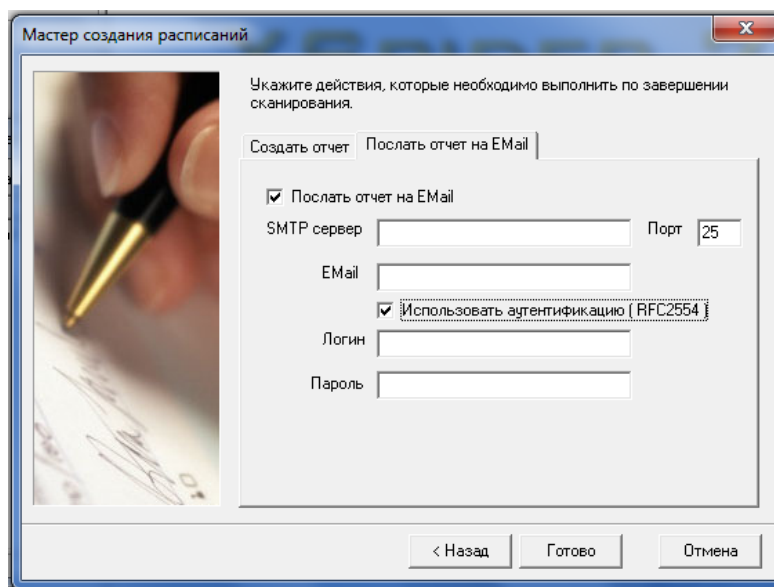 Мастер создания расписаний
Укажите действия, которые необходимо выполнить по завершении
сканирования.
Создать отчет
Послать отчет на EMail
Послать отчет на EMail
SMTP сервер
Порт 25
EMail
Использовать аутентификацию ( RFC2554 )
Логин
Пароль
< Назад
Готово
Отмена